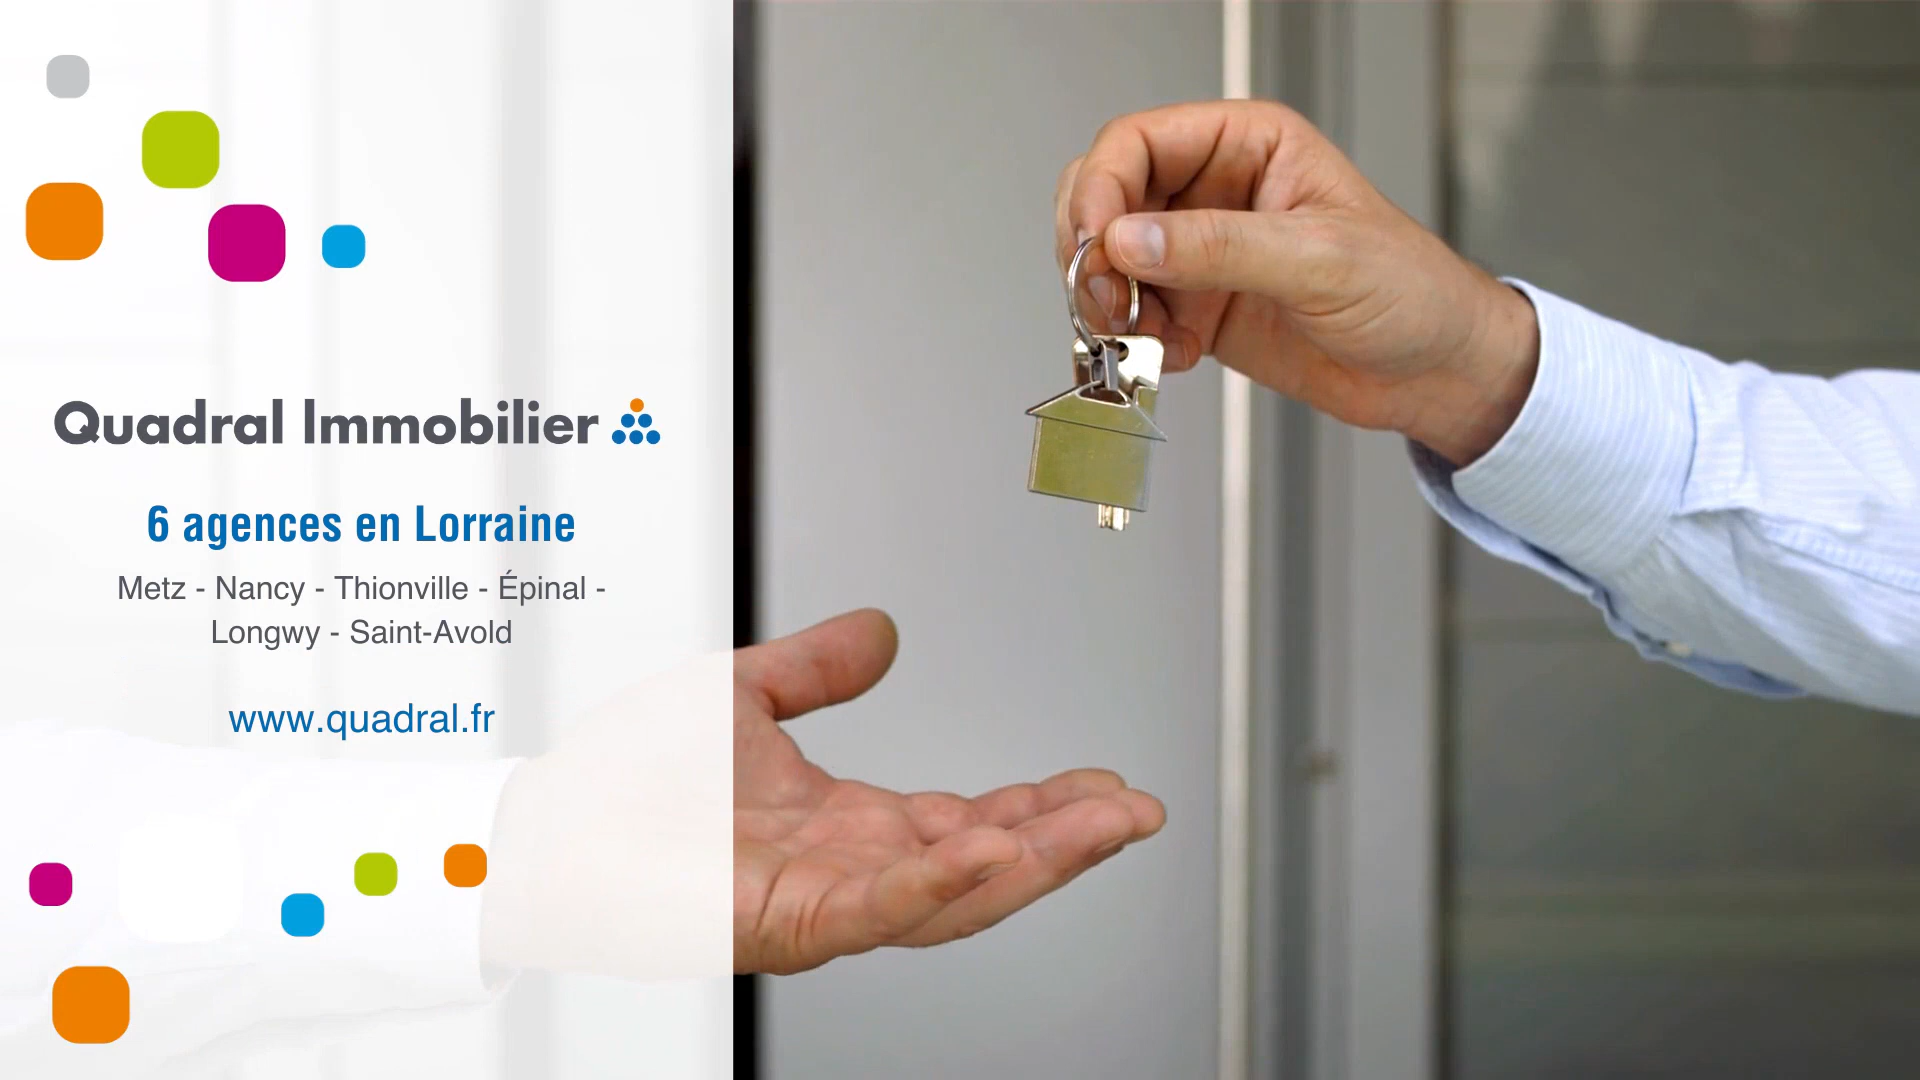 Quadral Immobilier
6 agences en Lorraine
Metz - Nancy - Thionville - Épinal -
Longwy - Saint-Avold
www.quadral.fr